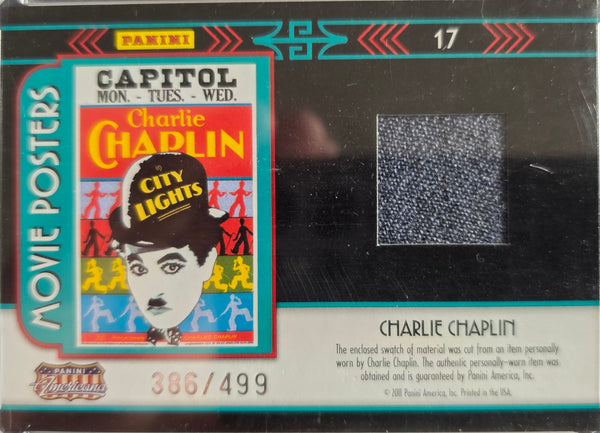 PANINI
17
MOVIE POSTERS
CAPITOL
MON. - TUES. - WED.
Charlie
CHAPLIN
CITY
LIGHTS
CHARLIE CHAPLIN
The enclosed swatch of material was cut from an item personally
worn by Charlie Chaplin. The authentic personally-worn item was
obtained and is guaranteed by Panini America, Inc.
© 2011 Panini America, Inc. Printed in the USA.
PANINI
Americana
386/499